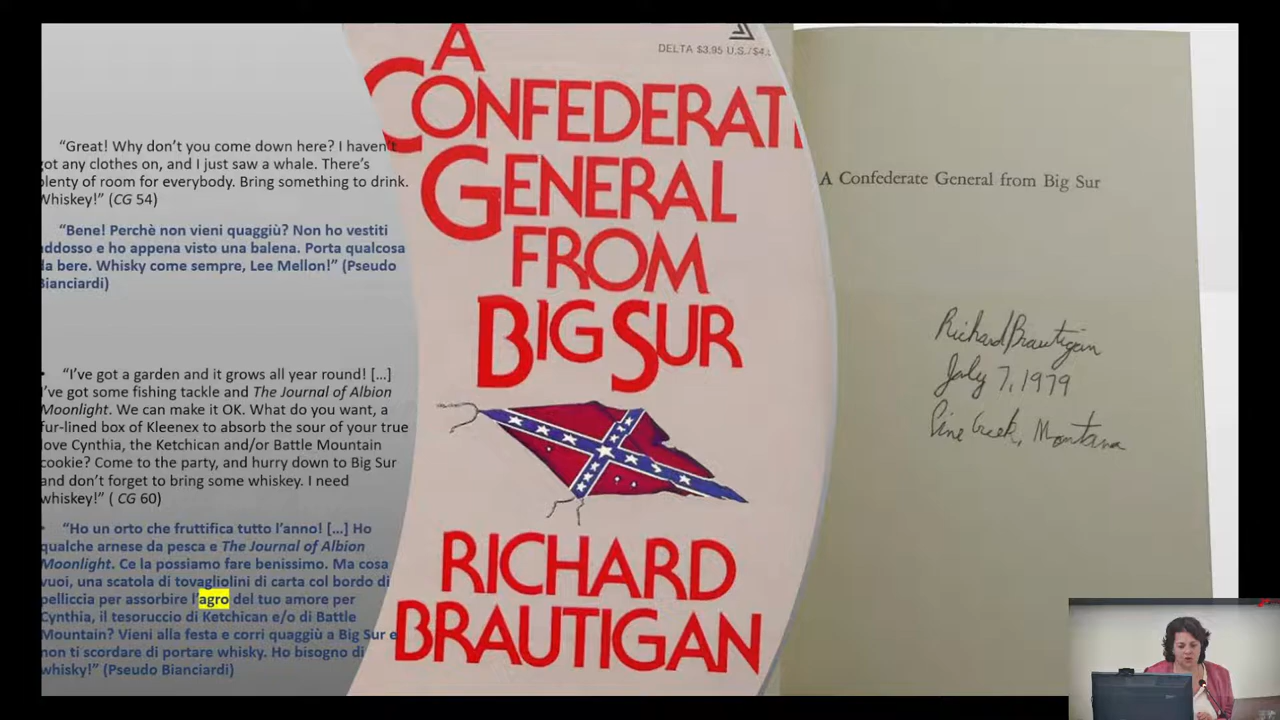 “Great! Why don’t you come down here? I haven’t
got any clothes on, and I just saw a whale. There’s
plenty of room for everybody. Bring something to drink.
Whiskey!” (CG 54)
“Bene! Perchè non vieni quaggiù? Non ho vestiti
addosso e ho appena visto una balena. Porta qualcosa
da bere. Whisky come sempre, Lee Mellon!” (Pseudo
Bianciardi)
“I’ve got a garden and it grows all year round! […]
I’ve got some fishing tackle and The Journal of Albion
Moonlight. We can make it OK. What do you want, a
fur-lined box of Kleenex to absorb the sour of your true
love Cynthia, the Ketchican and/or Battle Mountain
cookie? Come to the party, and hurry down to Big Sur
and don’t forget to bring some whiskey. I need
whiskey!” ( CG 60)
“Ho un orto che fruttifica tutto l’anno! […] Ho
qualche arnese da pesca e The Journal of Albion
Moonlight. Ce la possiamo fare benissimo. Ma cosa
vuoi, una scatola di tovagliolini di carta col bordo di
pelliccia per assorbire l’agro del tuo amore per
Cynthia, il tesoruccio di Ketchican e/o di Battle
Mountain? Vieni alla festa e corri quaggiù a Big Sur e
non ti scordare di portare whisky. Ho bisogno di
whisky!” (Pseudo Bianciardi)
DELTA $3.95 U.S./$4.
A
CONFEDERAT
GENERAL
FROM
BIG SUR
RICHARD
BRAUTIGAN
A Confederate General from Big Sur
Richard Brautigan
July 7, 1979
Pine Creek, Montana